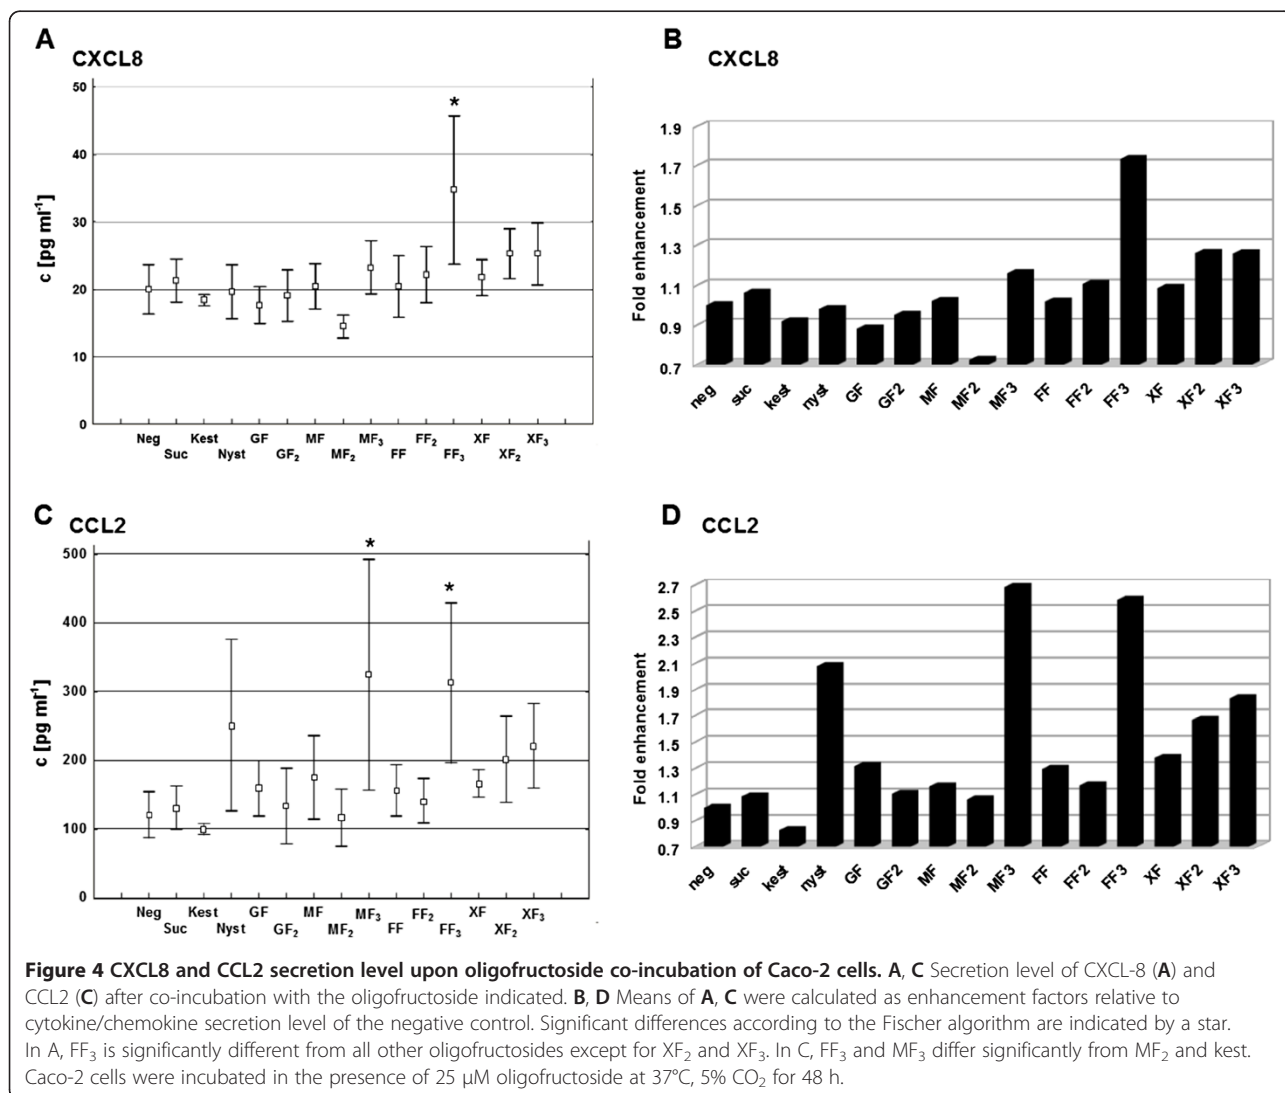 A
CXCL8
c [pg ml⁻¹]
50
40
30
20
10
0
Neg Kest GF MF MF₃ FF₂ XF XF₃
Suc Nyst GF₂ MF₂ FF FF₃ XF₂
*
B
CXCL8
Fold enhancement
1.9
1.7
1.5
1.3
1.1
0.9
0.7
neg suc kest nyst GF GF2 MF MF2 MF3 FF FF2 FF3 XF XF2 XF3
C
CCL2
c [pg ml¹]
500
400
300
200
100
0
Neg Kest GF MF MF₃ FF₂ XF XF₃
Suc Nyst GF₂ MF₂ FF FF₃ XF₂
* *
D
CCL2
Fold enhancement
2.7
2.5
2.3
2.1
1.9
1.7
1.5
1.3
1.1
0.9
0.7
neg suc kest nyst GF GF2 MF MF2 MF3 FF FF2 FF3 XF XF2 XF3
Figure 4 CXCL8 and CCL2 secretion level upon oligofructoside co-incubation of Caco-2 cells. A, C Secretion level of CXCL-8 (A) and
CCL2 (C) after co-incubation with the oligofructoside indicated. B, D Means of A, C were calculated as enhancement factors relative to
cytokine/chemokine secretion level of the negative control. Significant differences according to the Fischer algorithm are indicated by a star.
In A, FF₃ is significantly different from all other oligofructosides except for XF₂ and XF₃. In C, FF₃ and MF₃ differ significantly from MF₂ and kest.
Caco-2 cells were incubated in the presence of 25 μM oligofructoside at 37°C, 5% CO₂ for 48 h.